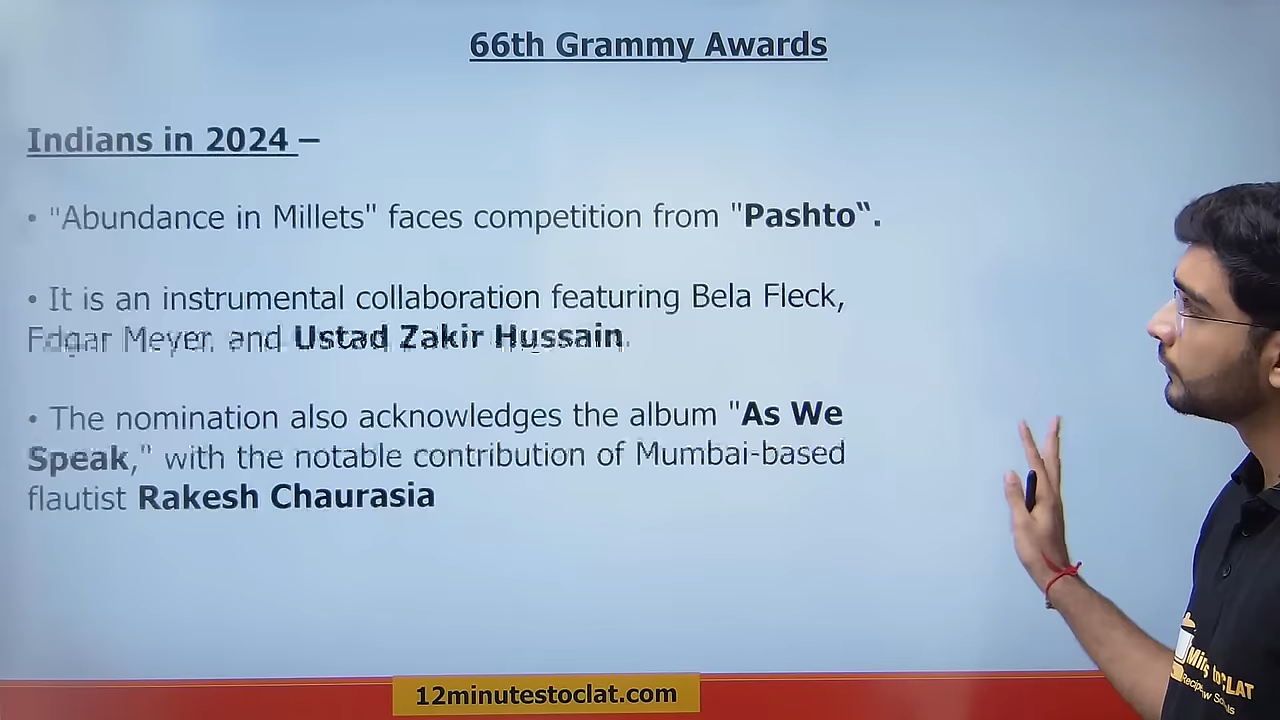 66th Grammy Awards
Indians in 2024 –
• "Abundance in Millets" faces competition from "Pashto“.
• It is an instrumental collaboration featuring Bela Fleck,
Edgar Meyer, and Ustad Zakir Hussain.
• The nomination also acknowledges the album "As We
Speak," with the notable contribution of Mumbai-based
flautist Rakesh Chaurasia
12minutestoclat.com
to CLAT